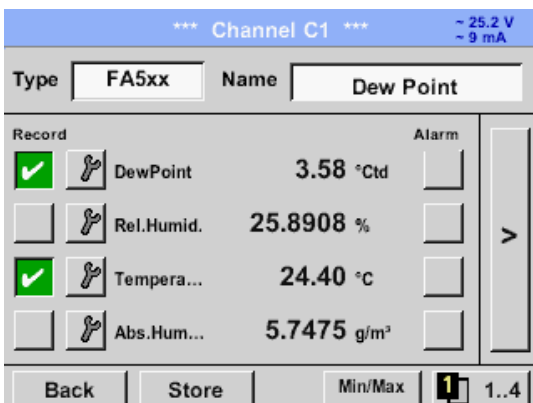 *** Channel C1 ***
~ 25.2 V
~ 9 mA
Type FA5xx Name Dew Point
Record Alarm
DewPoint 3.58 °Ctd
Rel.Humid. 25.8908 %
Tempera... 24.40 °C
Abs.Hum... 5.7475 g/m³
>
Back Store Min/Max 1 1..4